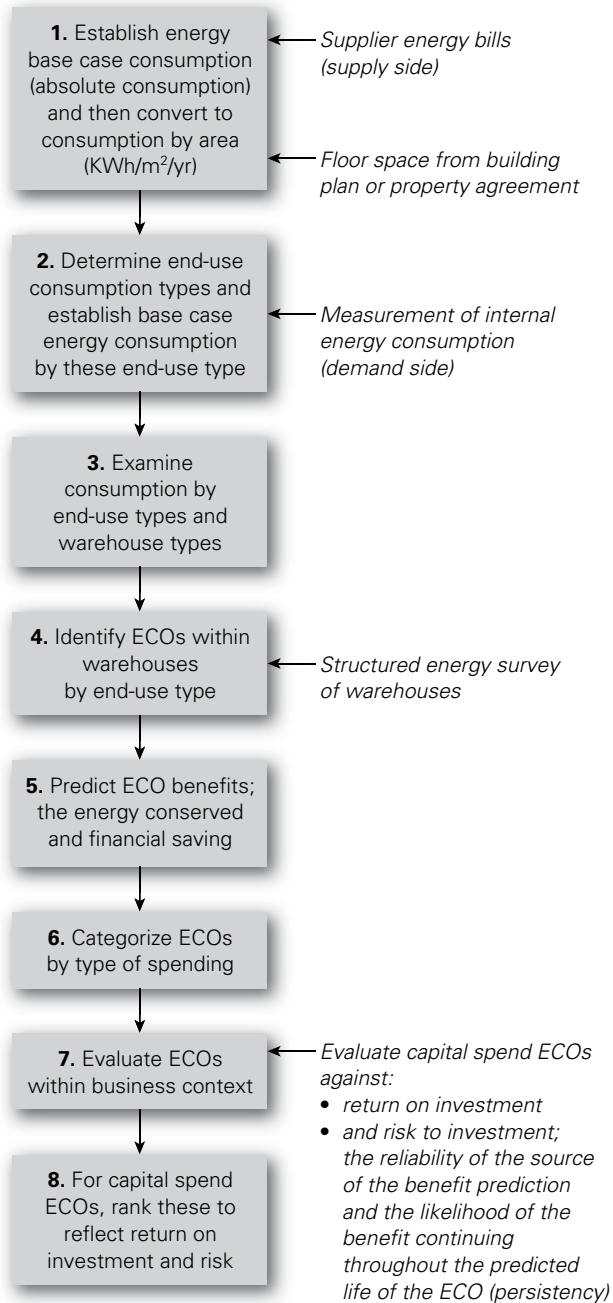 1. Establish energy
base case consumption
(absolute consumption)
and then convert to
consumption by area
(KWh/m²/yr)
Supplier energy bills
(supply side)
Floor space from building
plan or property agreement
2. Determine end-use
consumption types and
establish base case
energy consumption
by these end-use type
Measurement of internal
energy consumption
(demand side)
3. Examine
consumption by
end-use types and
warehouse types
4. Identify ECOs within
warehouses
by end-use type
Structured energy survey
of warehouses
5. Predict ECO benefits;
the energy conserved
and financial saving
6. Categorize ECOs
by type of spending
7. Evaluate ECOs
within business context
Evaluate capital spend ECOs
against:
• return on investment
• and risk to investment;
the reliability of the source
of the benefit prediction
and the likelihood of the
benefit continuing
throughout the predicted
life of the ECO (persistency)
8. For capital spend
ECOs, rank these to
reflect return on
investment and risk